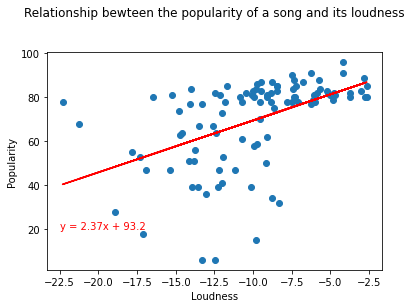 Relationship bewteen the popularity of a song and its loudness
100
80
60
40
20
Popularity
y = 2.37x + 93.2
−22.5 −20.0 −17.5 −15.0 −12.5 −10.0 −7.5 −5.0 −2.5
Loudness